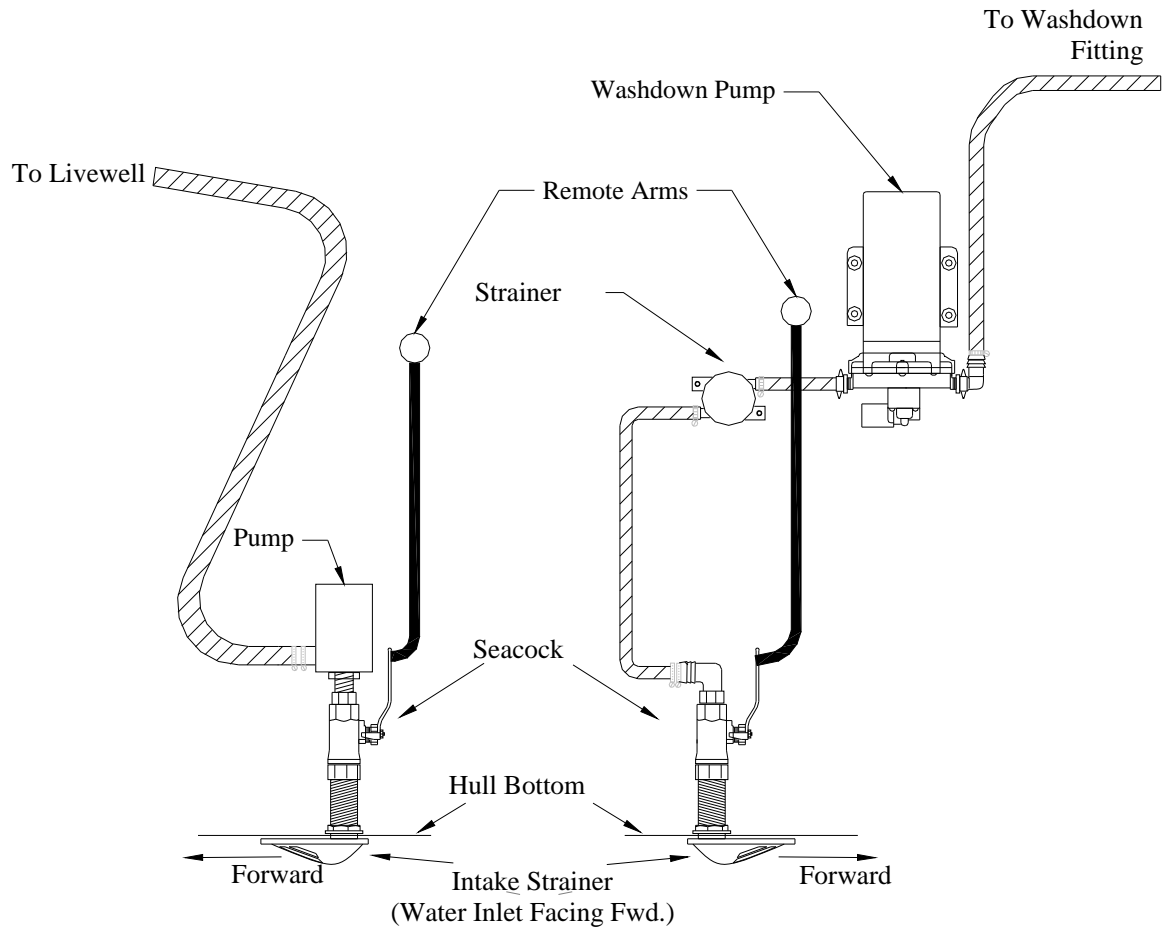 To Washdown
Fitting
Washdown Pump
To Livewell
Remote Arms
Strainer
Pump
Seacock
Hull Bottom
Forward
Intake Strainer
(Water Inlet Facing Fwd.)
Forward